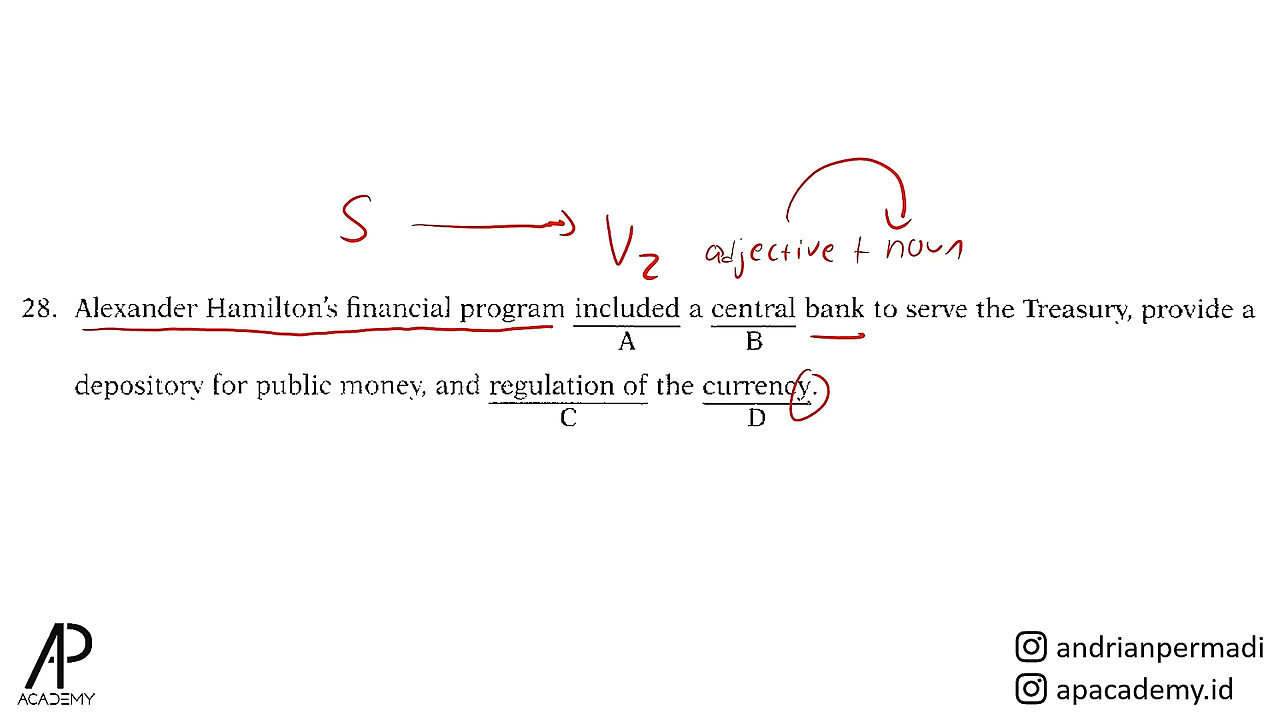 S V2 adjective + noun
28. Alexander Hamilton's financial program included a central bank to serve the Treasury, provide a
A B
depository for public money, and regulation of the currency.
C D
AP
ACADEMY
andrianpermadi
apacademy.id